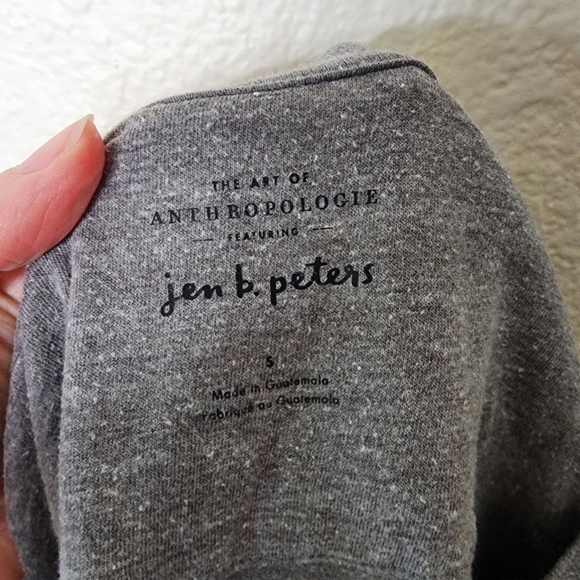 THE ART OF
ANTHROPOLOGIE
FEATURING
jen b. peters
S
Made in Guatemala
Fabriqué au Guatemala